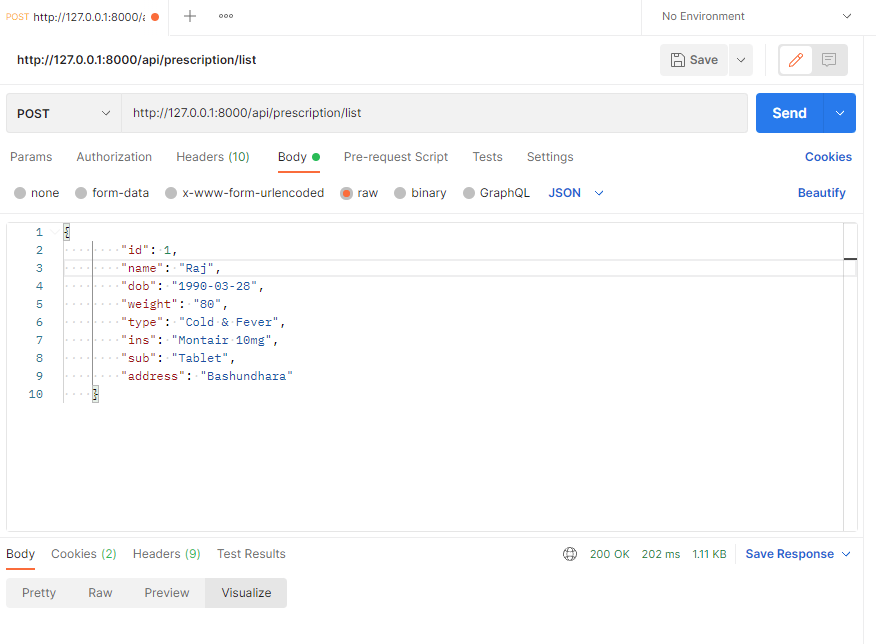 POST http://127.0.0.1:8000/a No Environment
http://127.0.0.1:8000/api/prescription/list Save
POST http://127.0.0.1:8000/api/prescription/list Send
Params Authorization Headers (10) Body Pre-request Script Tests Settings Cookies
none form-data x-www-form-urlencoded raw binary GraphQL JSON Beautify
1 {
2 "id": 1,
3 "name": "Raj",
4 "dob": "1990-03-28",
5 "weight": "80",
6 "type": "Cold & Fever",
7 "ins": "Montair 10mg",
8 "sub": "Tablet",
9 "address": "Bashundhara"
10 }
Body Cookies (2) Headers (9) Test Results 200 OK 202 ms 1.11 KB Save Response
Pretty Raw Preview Visualize